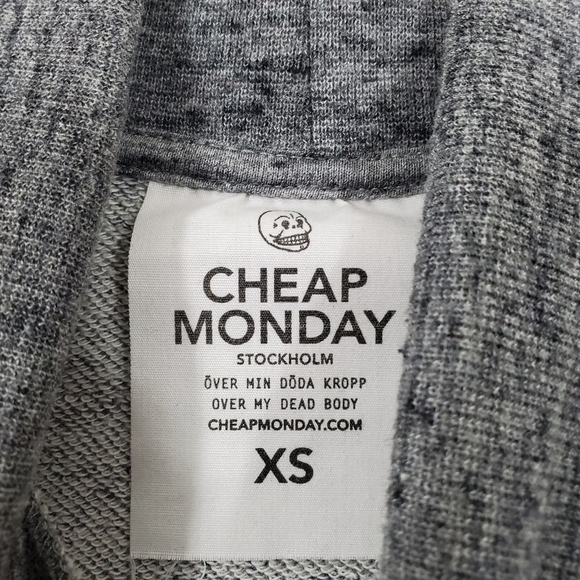 CHEAP
MONDAY
STOCKHOLM
ÖVER MIN DÖDA KROPP
OVER MY DEAD BODY
CHEAPMONDAY.COM
XS